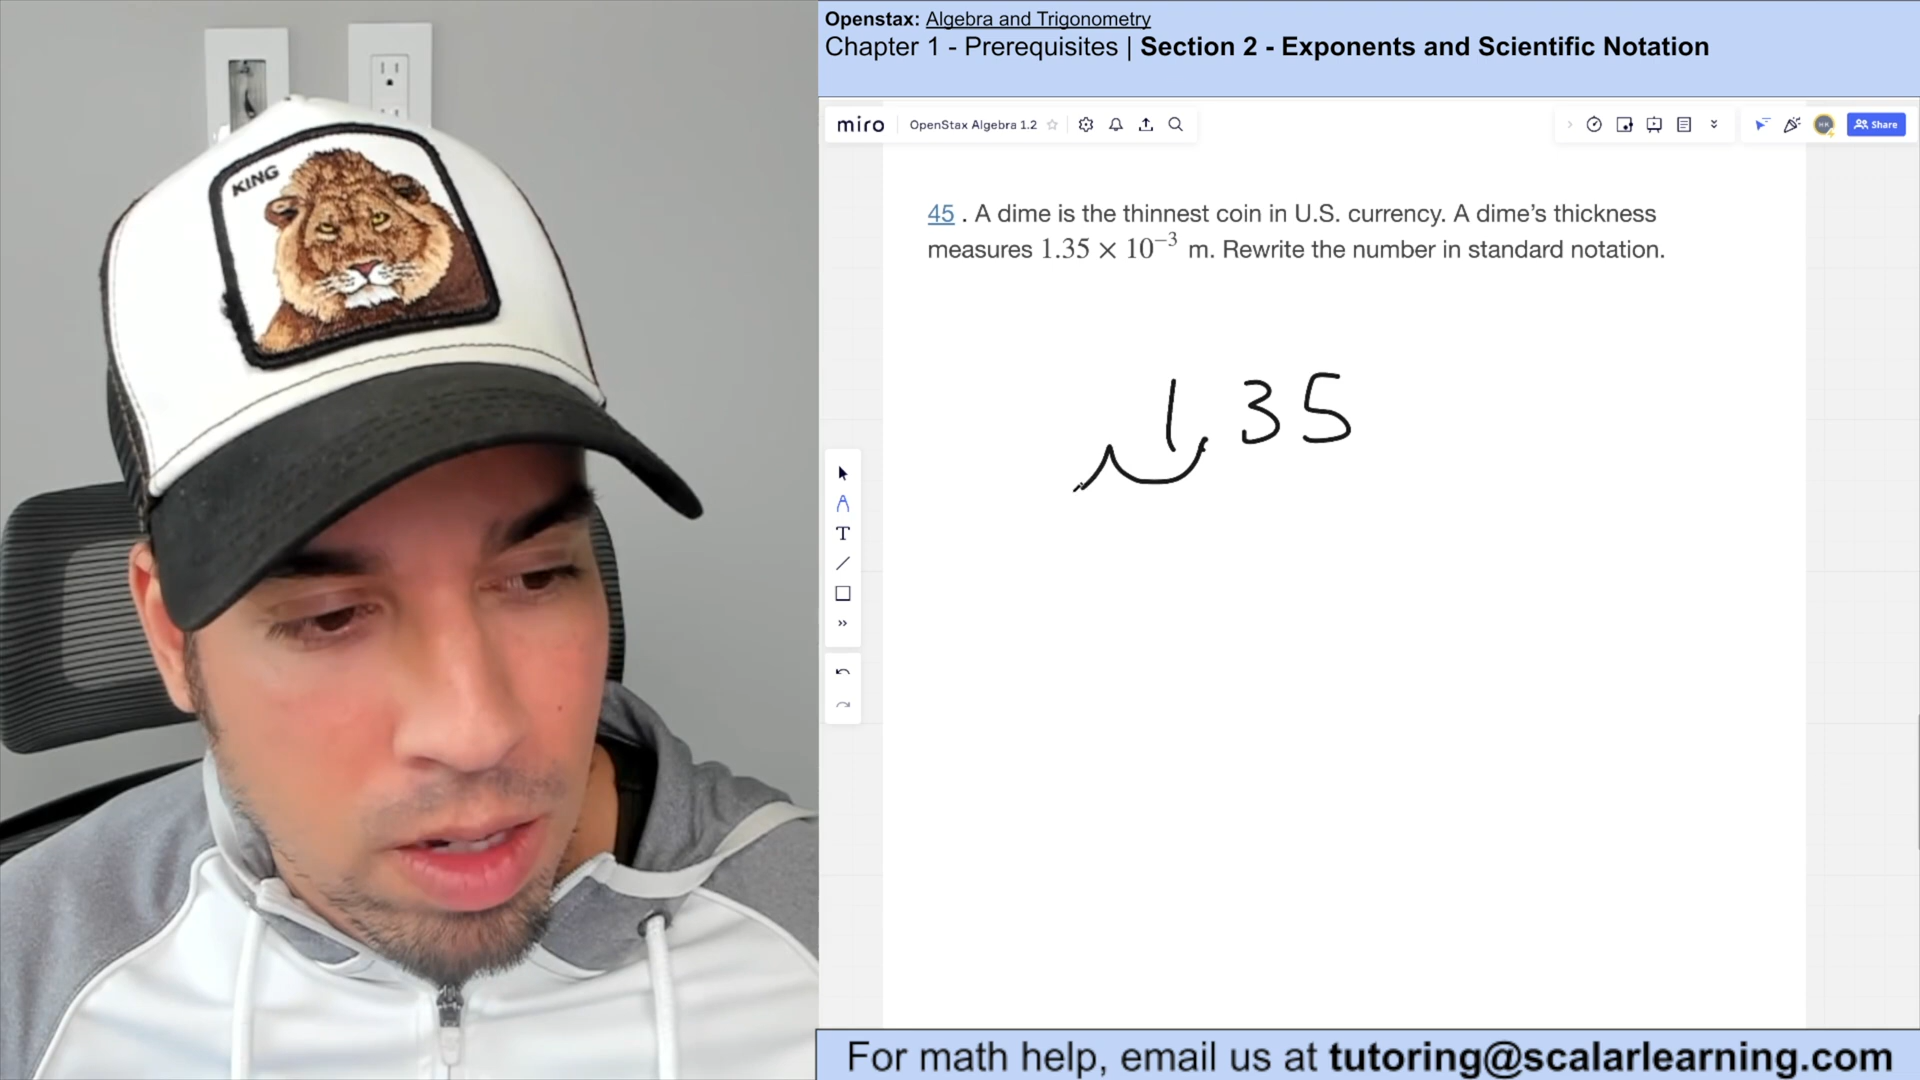 KING
Openstax: Algebra and Trigonometry
Chapter 1 - Prerequisites | Section 2 - Exponents and Scientific Notation
miro OpenStax Algebra 1.2
Share
45 . A dime is the thinnest coin in U.S. currency. A dime’s thickness
measures 1.35 × 10⁻³ m. Rewrite the number in standard notation.
1.35
T
For math help, email us at tutoring@scalarlearning.com